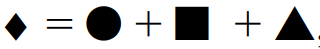 ♦ = ● + ■ + ▲